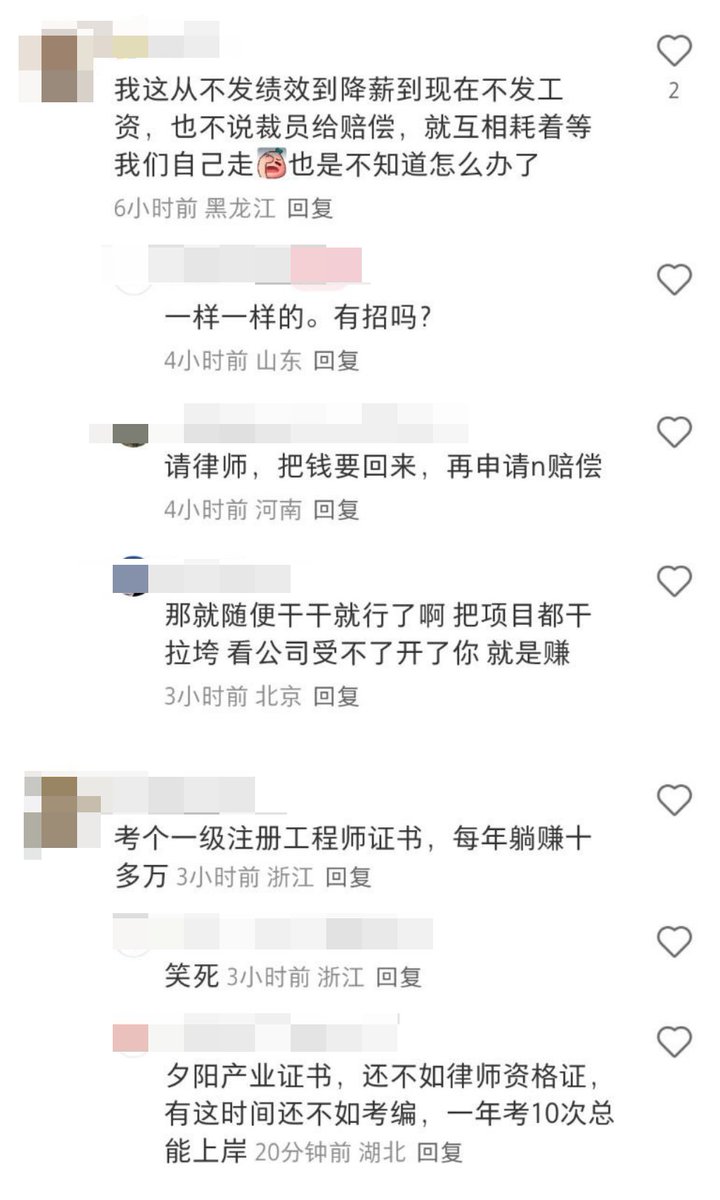 我这从不发绩效到降薪到现在不发工
资，也不说裁员给赔偿，就互相耗着等
我们自己走也是不知道怎么办了
6小时前 黑龙江 回复
2
一样一样的。有招吗?
4小时前 山东 回复
请律师，把钱要回来，再申请n赔偿
4小时前 河南 回复
那就随便干干就行了啊 把项目都干
拉垮 看公司受不了开了你 就是赚
3小时前 北京 回复
考个一级注册工程师证书，每年躺赚十
多万 3小时前 浙江 回复
笑死 3小时前 浙江 回复
夕阳产业证书，还不如律师资格证，
有这时间还不如考编，一年考10次总
能上岸 20分钟前 湖北 回复